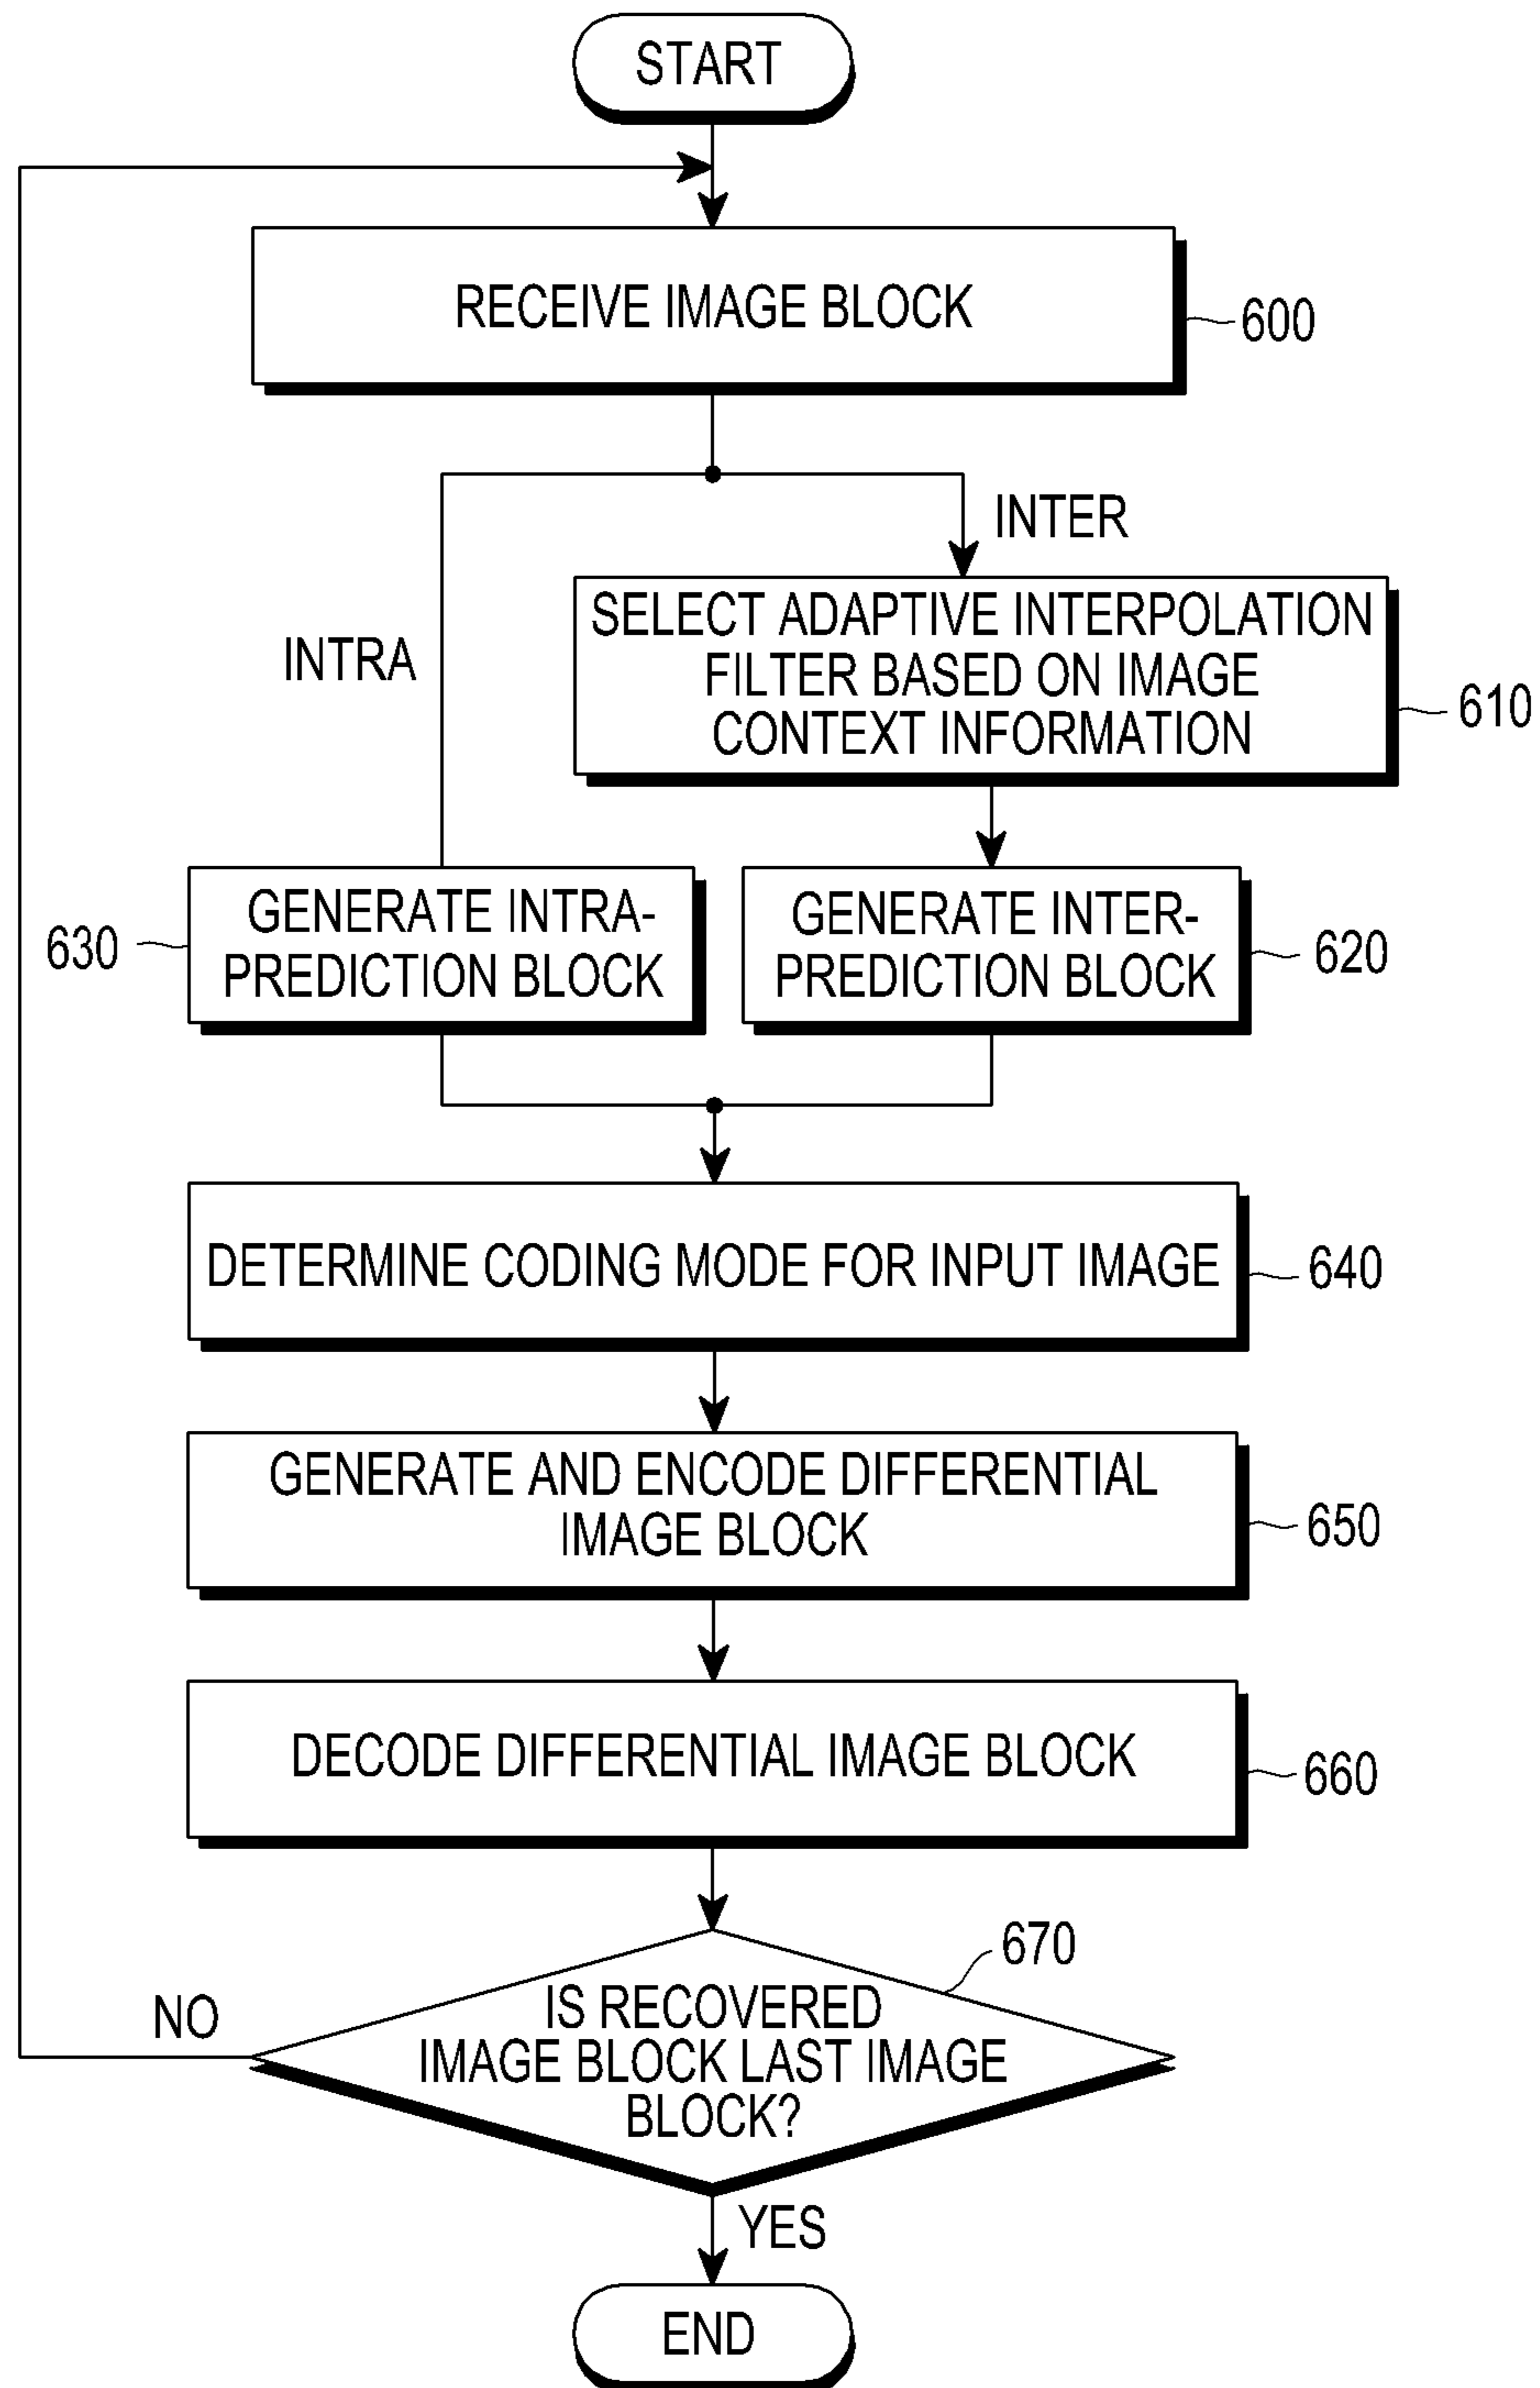 START
RECEIVE IMAGE BLOCK
600
INTER
SELECT ADAPTIVE INTERPOLATION
FILTER BASED ON IMAGE
CONTEXT INFORMATION
610
INTRA
GENERATE INTRA-
PREDICTION BLOCK
630
GENERATE INTER-
PREDICTION BLOCK
620
DETERMINE CODING MODE FOR INPUT IMAGE
640
GENERATE AND ENCODE DIFFERENTIAL
IMAGE BLOCK
650
DECODE DIFFERENTIAL IMAGE BLOCK
660
670
IS RECOVERED
IMAGE BLOCK LAST IMAGE
BLOCK?
NO
YES
END